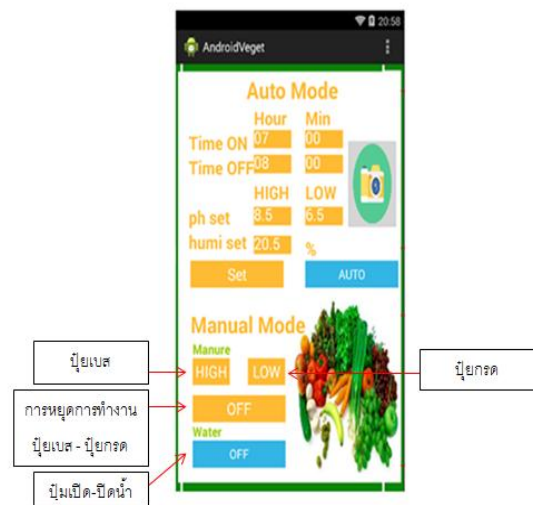 20:58
AndroidVeget
Auto Mode
Hour Min
Time ON 07 00
Time OFF 08 00
HIGH LOW
ph set 8.5 6.5
humi set 20.5 %
Set AUTO
Manual Mode
Manure
HIGH LOW
OFF
Water
OFF
ปุ๋ยเบส
การหยุดการทำงาน
ปุ๋ยเบส - ปุ๋ยกรด
ปุ่มเปิด-ปิดน้ำ
ปุ๋ยกรด